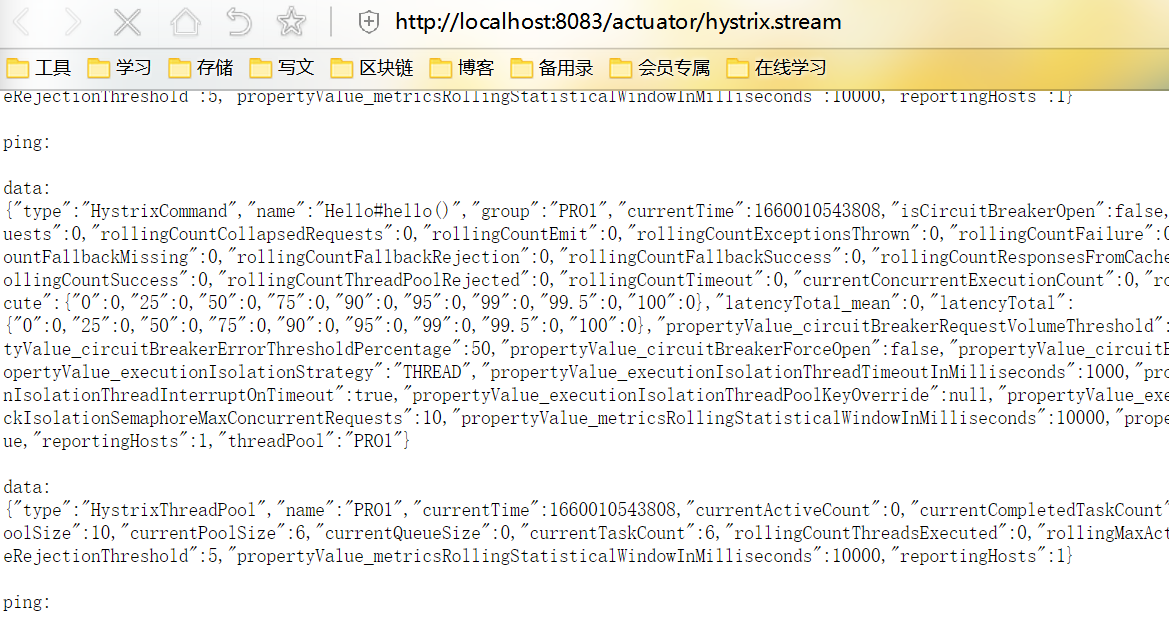 http://localhost:8083/actuator/hystrix.stream
工具 学习 存储 写文 区块链 博客 备用录 会员专属 在线学习
eRejectionThreshold":5,"propertyValue_metricsRollingStatisticalWindowInMilliseconds":10000,"reportingHosts":1}
ping:
data:
{"type":"HystrixCommand","name":"Hello#hello()","group":"PRO1","currentTime":1660010543808,"isCircuitBreakerOpen":false,
uests":0,"rollingCountCollapsedRequests":0,"rollingCountEmit":0,"rollingCountExceptionsThrown":0,"rollingCountFailure":0
ountFallbackMissing":0,"rollingCountFallbackRejection":0,"rollingCountFallbackSuccess":0,"rollingCountResponsesFromCache
ollingCountSuccess":0,"rollingCountThreadPoolRejected":0,"rollingCountTimeout":0,"currentConcurrentExecutionCount":0,"ro
cute":{"0":0,"25":0,"50":0,"75":0,"90":0,"95":0,"99":0,"99.5":0,"100":0},"latencyTotal_mean":0,"latencyTotal":
{"0":0,"25":0,"50":0,"75":0,"90":0,"95":0,"99":0,"99.5":0,"100":0},"propertyValue_circuitBreakerRequestVolumeThreshold":
tyValue_circuitBreakerErrorThresholdPercentage":50,"propertyValue_circuitBreakerForceOpen":false,"propertyValue_circuitB
opertyValue_executionIsolationStrategy":"THREAD","propertyValue_executionIsolationThreadTimeoutInMilliseconds":1000,"pro
nIsolationThreadInterruptOnTimeout":true,"propertyValue_executionIsolationThreadPoolKeyOverride":null,"propertyValue_exe
ckIsolationSemaphoreMaxConcurrentRequests":10,"propertyValue_metricsRollingStatisticalWindowInMilliseconds":10000,"prope
ue,"reportingHosts":1,"threadPool":"PRO1"}
data:
{"type":"HystrixThreadPool","name":"PRO1","currentTime":1660010543808,"currentActiveCount":0,"currentCompletedTaskCount"
oolSize":10,"currentPoolSize":6,"currentQueueSize":0,"currentTaskCount":6,"rollingCountThreadsExecuted":0,"rollingMaxAct
eRejectionThreshold":5,"propertyValue_metricsRollingStatisticalWindowInMilliseconds":10000,"reportingHosts":1}
ping: